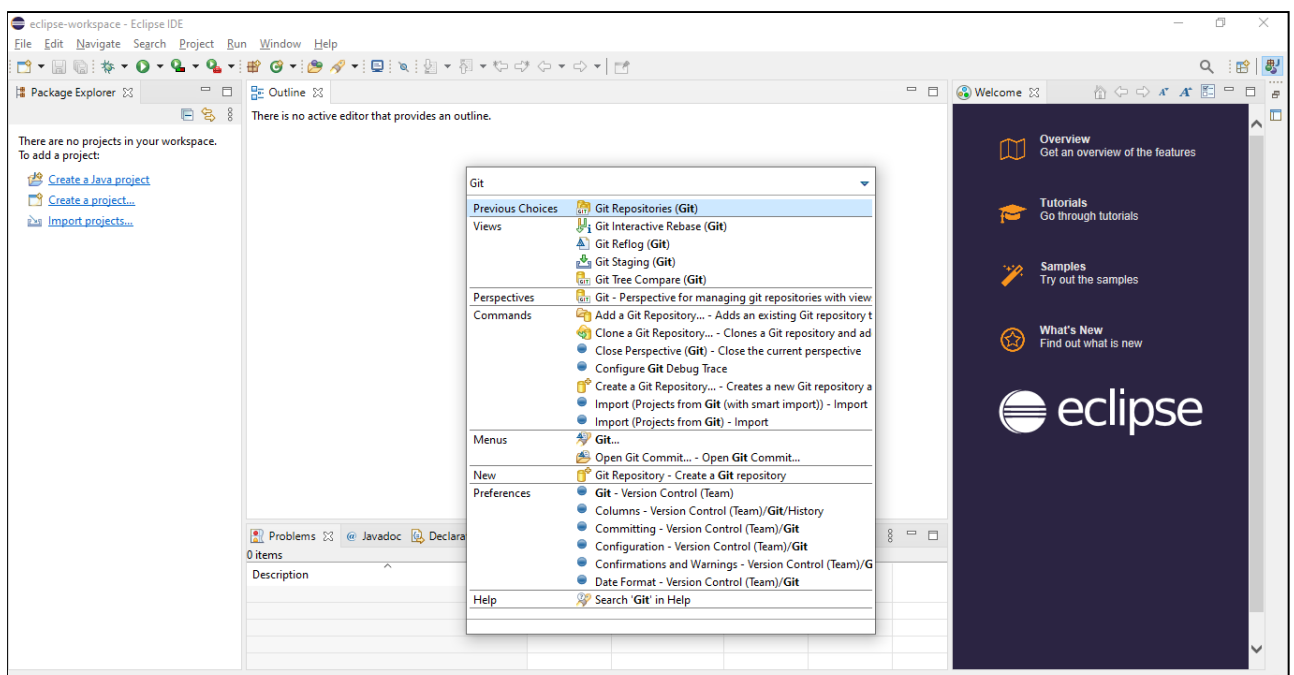 eclipse-workspace - Eclipse IDE
File Edit Navigate Search Project Run Window Help
Package Explorer
There are no projects in your workspace.
To add a project:
Create a Java project
Create a project...
Import projects...
Outline
There is no active editor that provides an outline.
Git
Previous Choices Git Repositories (Git)
Views Git Interactive Rebase (Git)
Git Reflog (Git)
Git Staging (Git)
Git Tree Compare (Git)
Perspectives Git - Perspective for managing git repositories with view
Commands Add a Git Repository... - Adds an existing Git repository t
Clone a Git Repository... - Clones a Git repository and ad
Close Perspective (Git) - Close the current perspective
Configure Git Debug Trace
Create a Git Repository... - Creates a new Git repository a
Import (Projects from Git (with smart import)) - Import
Import (Projects from Git) - Import
Menus Git...
Open Git Commit... - Open Git Commit...
New Git Repository - Create a Git repository
Preferences Git - Version Control (Team)
Columns - Version Control (Team)/Git/History
Committing - Version Control (Team)/Git
Configuration - Version Control (Team)/Git
Confirmations and Warnings - Version Control (Team)/G
Date Format - Version Control (Team)/Git
Help Search 'Git' in Help
Problems @ Javadoc Declara
0 items
Description
Welcome
Overview
Get an overview of the features
Tutorials
Go through tutorials
Samples
Try out the samples
What's New
Find out what is new
eclipse